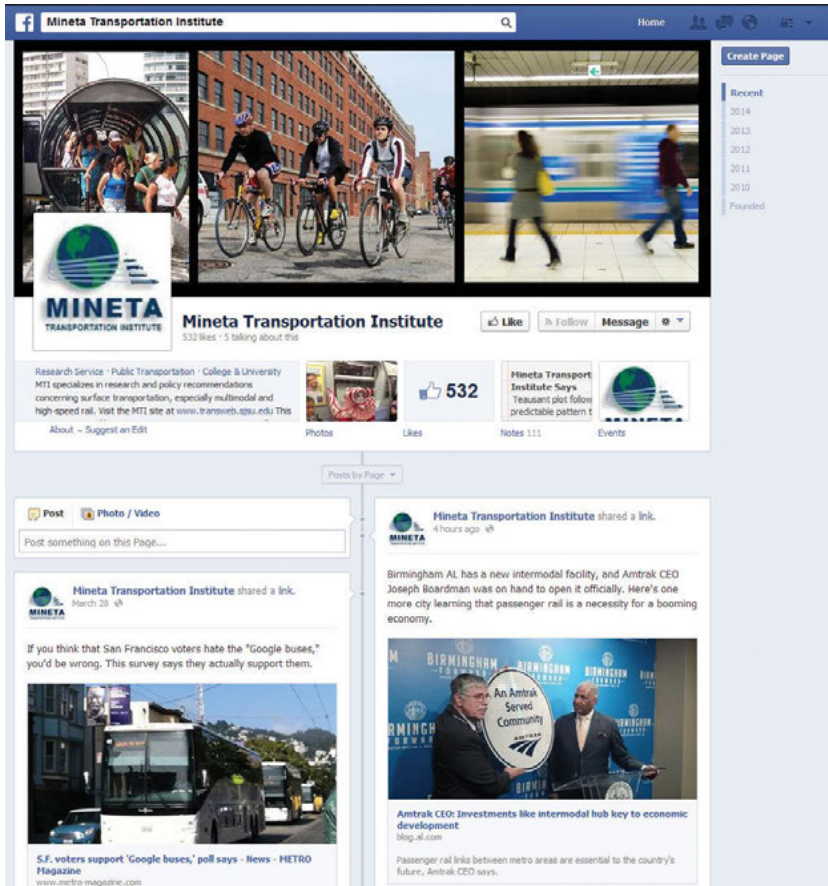 Mineta Transportation Institute
Home
Create Page
Recent
2014
2013
2012
2011
2010
Founded
MINETA
TRANSPORTATION INSTITUTE
Mineta Transportation Institute
532 likes · 5 talking about this
Like
Follow
Message
Research Service · Public Transportation · College & University
MTI specializes in research and policy recommendations
concerning surface transportation, especially multimodal and
high-speed rail. Visit the MTI site at www.transweb.sjsu.edu This
About – Suggest an Edit
Photos
532
Likes
Mineta Transport
Institute Says
Teausant plot follow
predictable pattern t
Notes 111
Events
Posts by Page
Post
Photo / Video
Post something on this Page...
MINETA
Mineta Transportation Institute shared a link.
March 28
If you think that San Francisco voters hate the "Google buses,"
you'd be wrong. This survey says they actually support them.
S.F. voters support 'Google buses,' poll says - News - METRO
Magazine
www.metro-magazine.com
MINETA
Mineta Transportation Institute shared a link.
4 hours ago
Birmingham AL has a new intermodal facility, and Amtrak CEO
Joseph Boardman was on hand to open it officially. Here's one
more city learning that passenger rail is a necessity for a booming
economy.
BIRMINGHAM
FORWARD
An Amtrak
Served
Community
AMTRAK
Amtrak CEO: Investments like intermodal hub key to economic
development
blog.al.com
Passenger rail links between metro areas are essential to the country's
future, Amtrak CEO says.